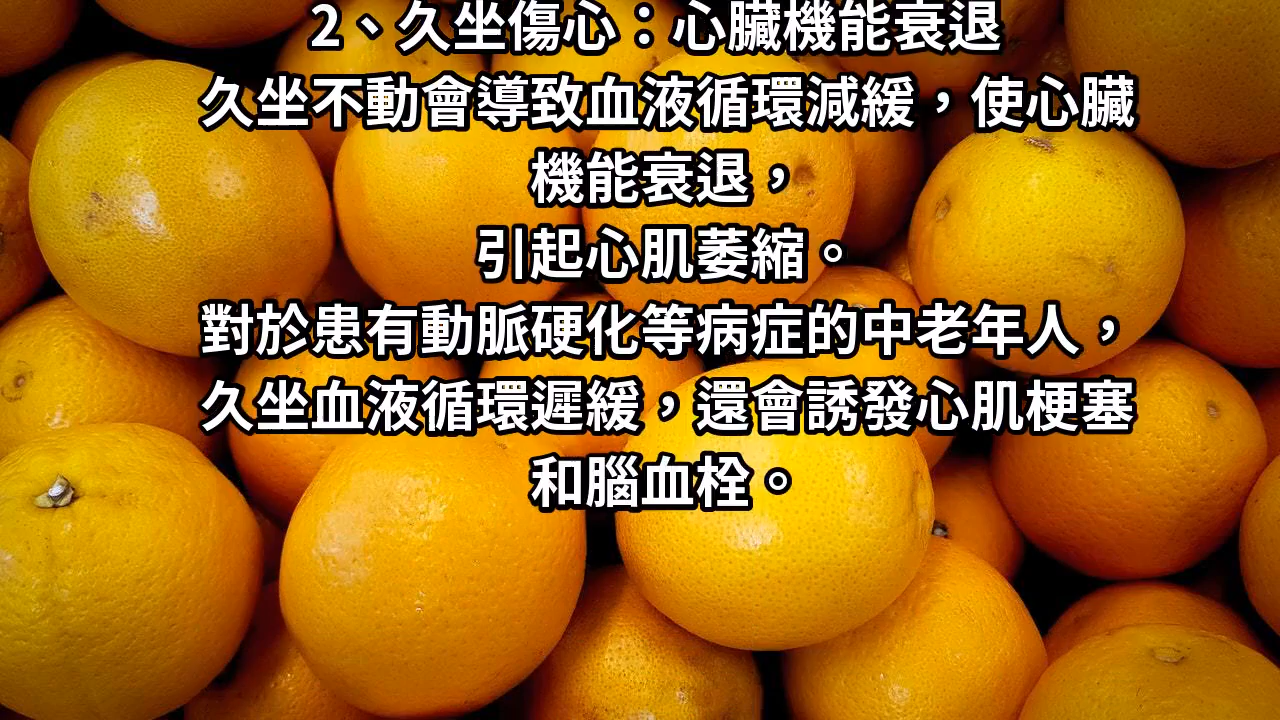 2、久坐傷心：心臟機能衰退
久坐不動會導致血液循環減緩，使心臟
機能衰退，
引起心肌萎縮。
對於患有動脈硬化等病症的中老年人，
久坐血液循環遲緩，還會誘發心肌梗塞
和腦血栓。